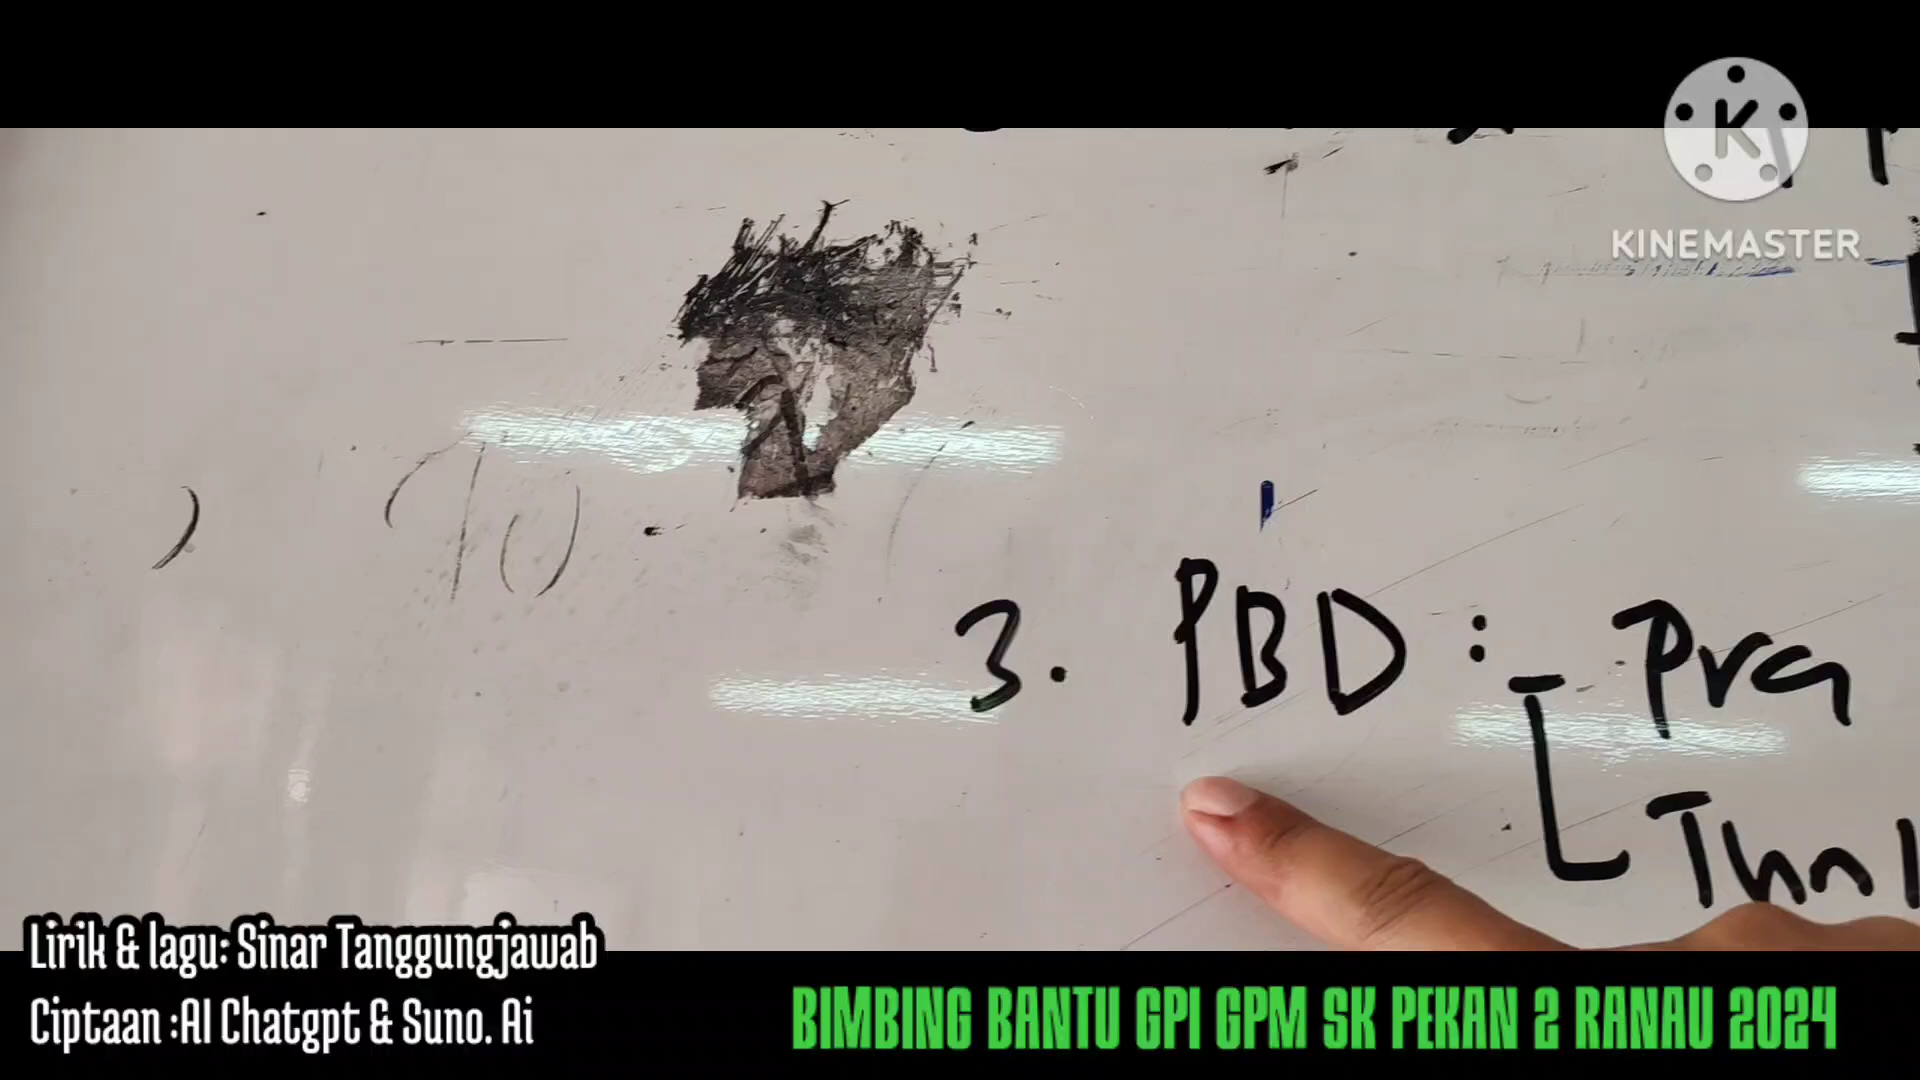 K
KINEMASTER
3. PBD : Pra
Lirik & lagu: Sinar Tanggungjawab
Ciptaan :AI Chatgpt & Suno. Ai
BIMBING BANTU GPI GPM SK PEKAN 2 RANAU 2024